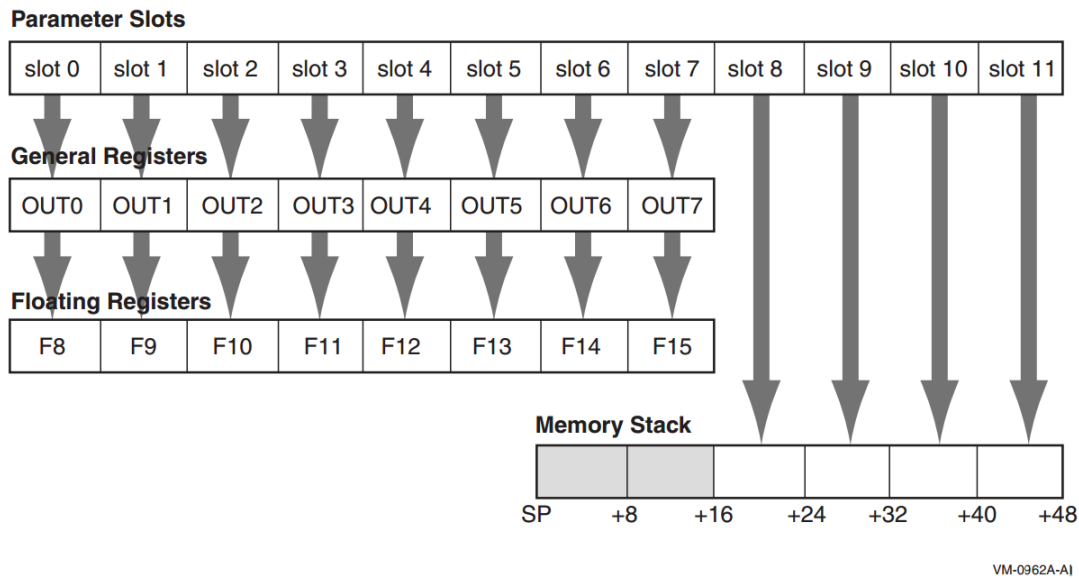 Parameter Slots
slot 0 slot 1 slot 2 slot 3 slot 4 slot 5 slot 6 slot 7 slot 8 slot 9 slot 10 slot 11
General Registers
OUT0 OUT1 OUT2 OUT3 OUT4 OUT5 OUT6 OUT7
Floating Registers
F8 F9 F10 F11 F12 F13 F14 F15
Memory Stack
SP +8 +16 +24 +32 +40 +48
VM-0962A-AI